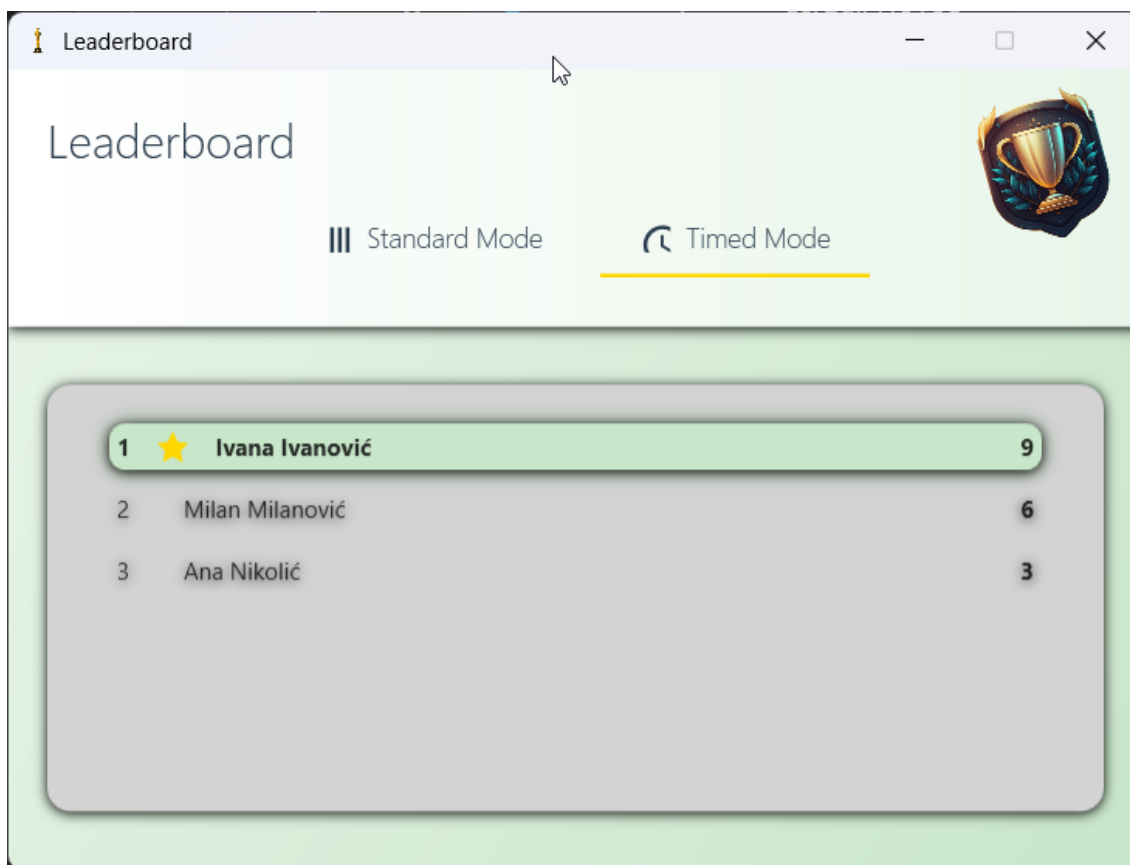 Leaderboard
Leaderboard
Standard Mode
Timed Mode
1 Ivana Ivanović 9
2 Milan Milanović 6
3 Ana Nikolić 3